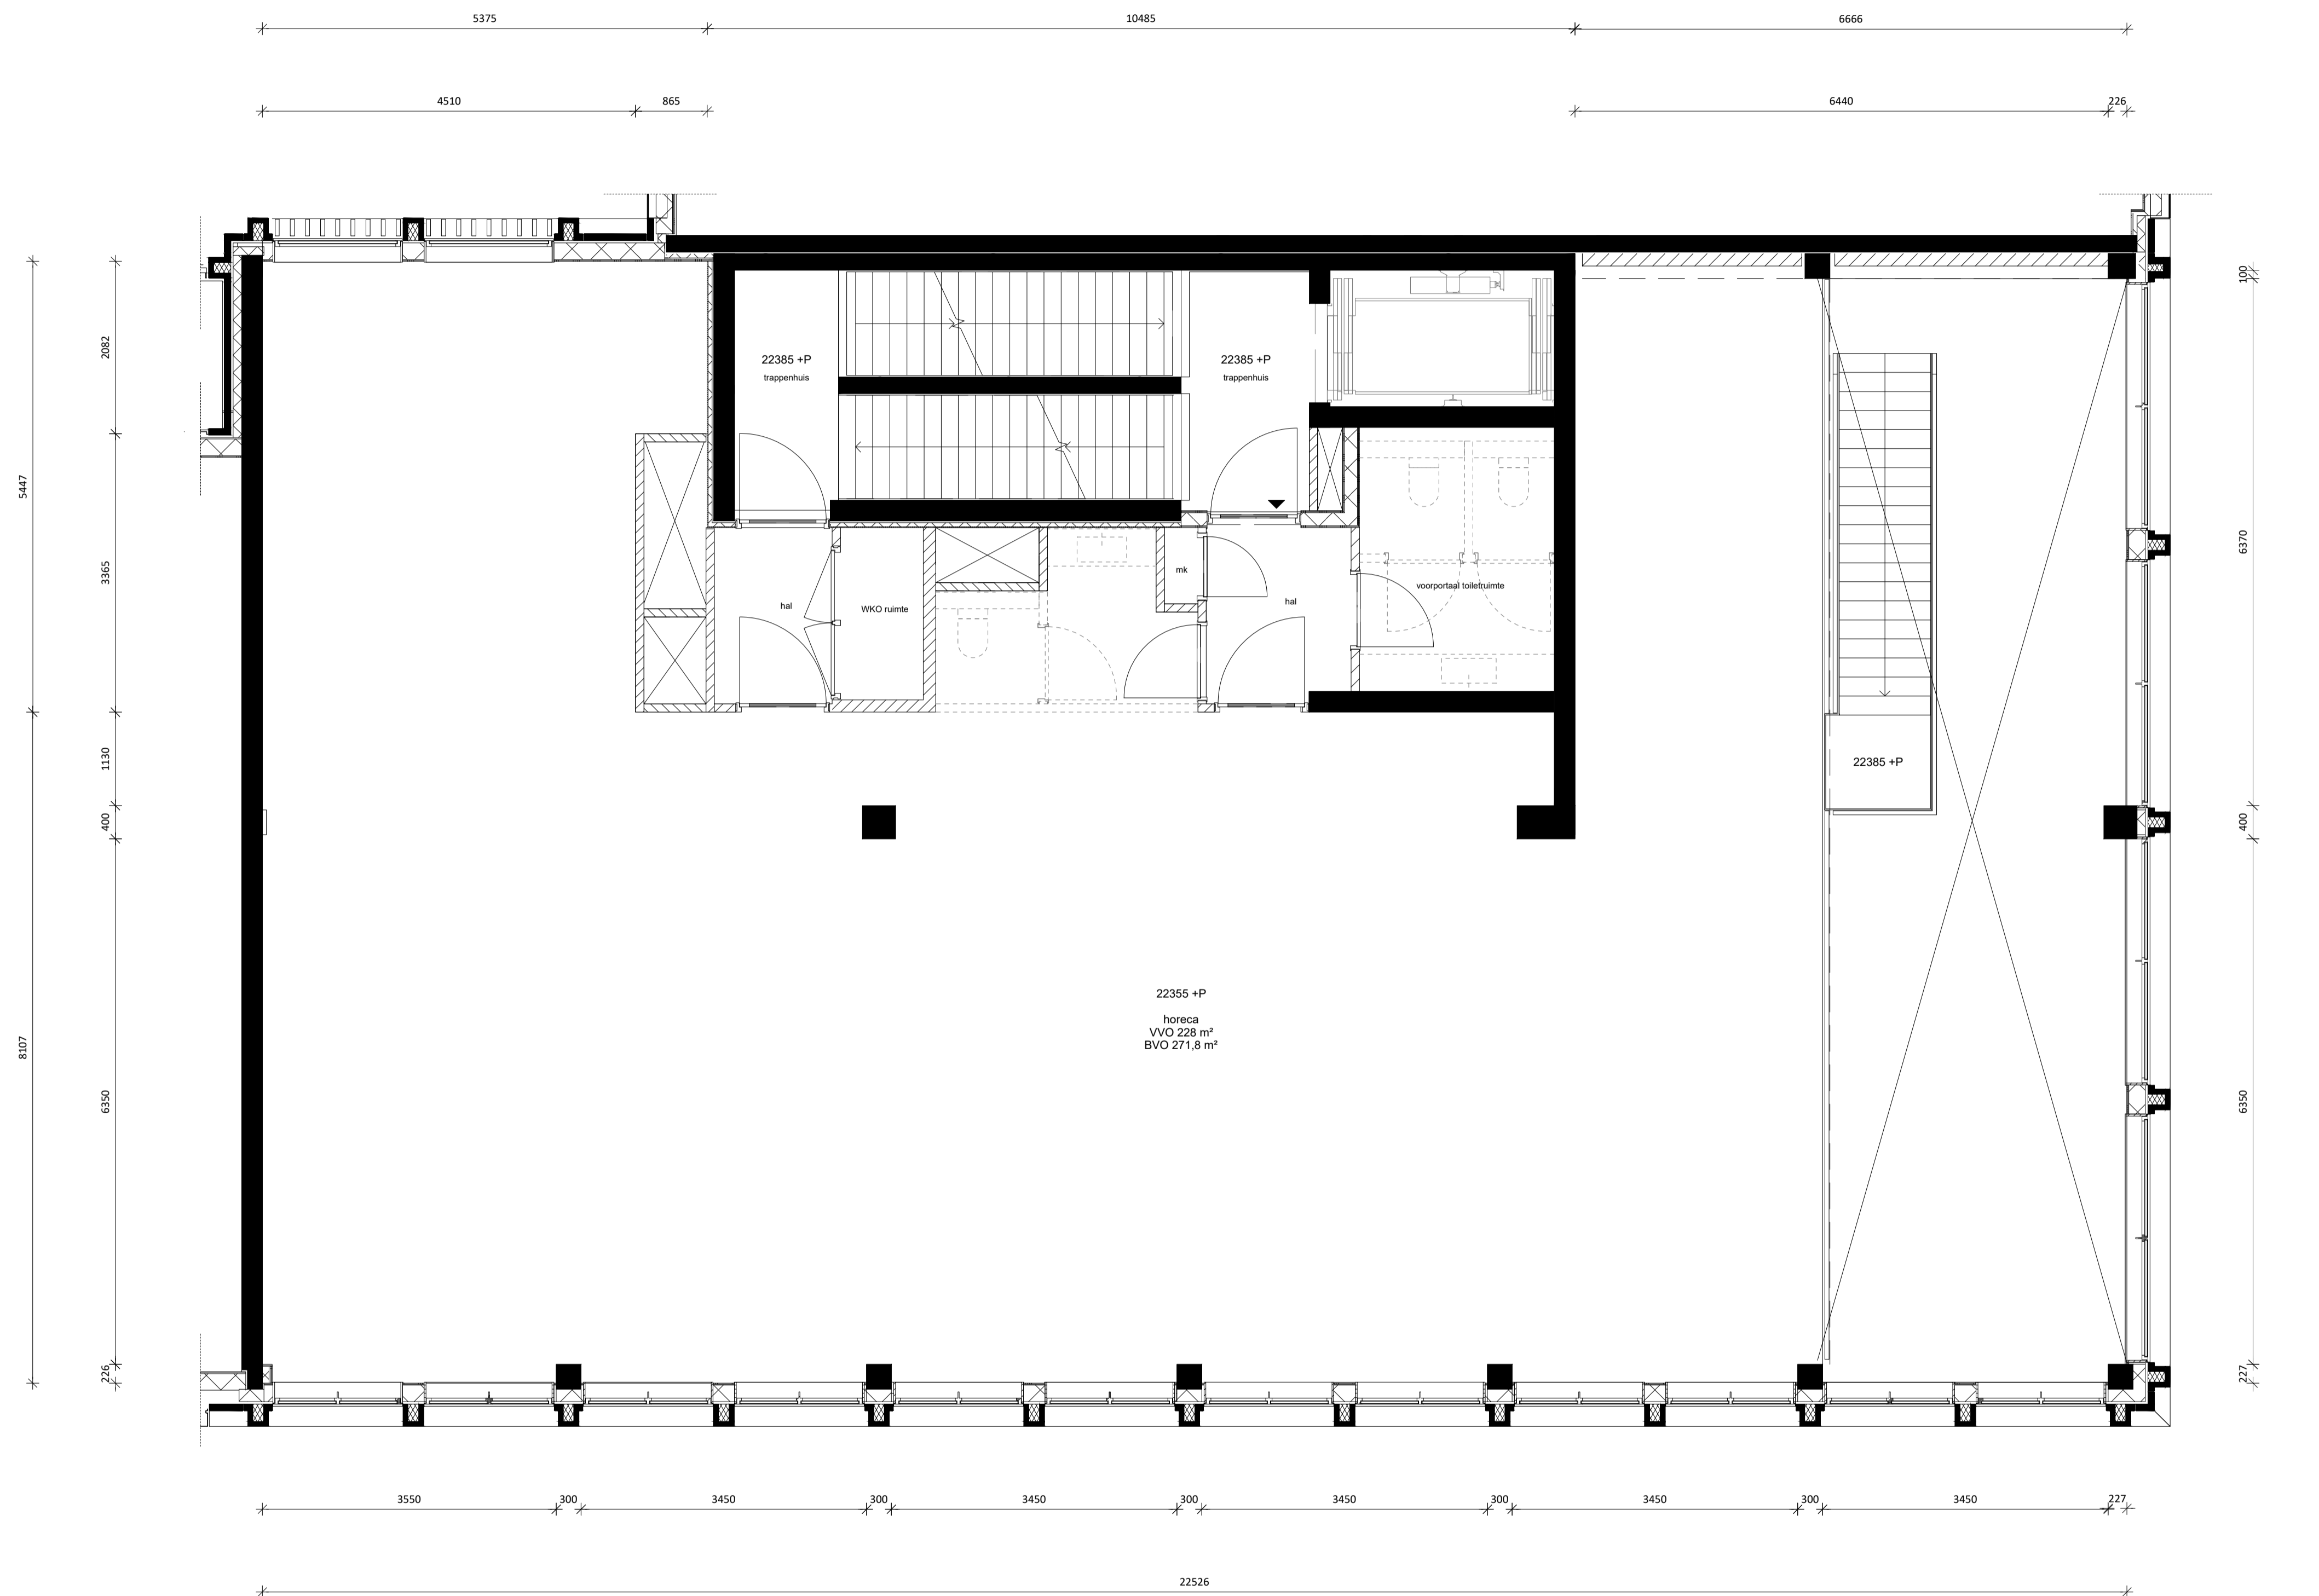 5375
10485
6666
4510
865
6440
226
100
2082
22385 +P
trappenhuis
22385 +P
trappenhuis
5447
6370
3365
mk
voorportaal toiletruimte
hal
WKO ruimte
hal
1130
22385 +P
400
400
22355 +P
horeca
VVO 228 m²
BVO 271,8 m²
8107
6350
6350
226
227
3550
300
3450
300
3450
300
3450
300
3450
300
3450
227
22526